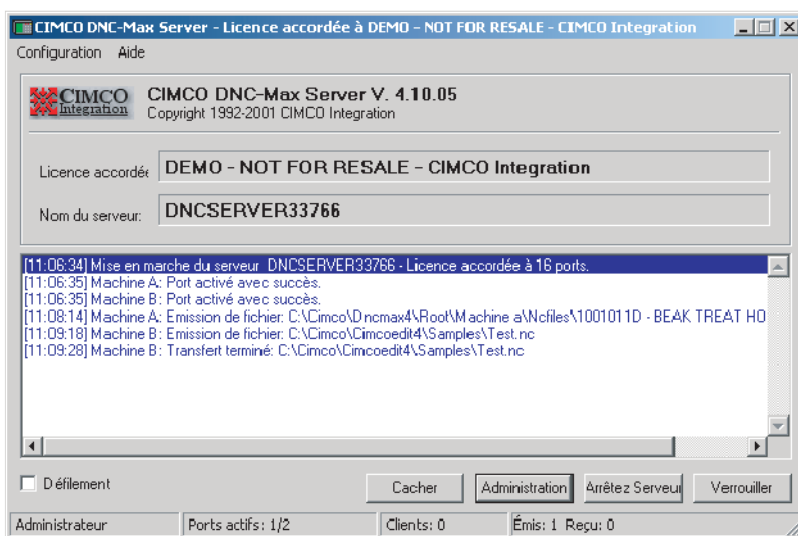 CIMCO DNC-Max Server - Licence accordée à DEMO - NOT FOR RESALE - CIMCO Integration
Configuration Aide
CIMCO Integration
CIMCO DNC-Max Server V. 4.10.05
Copyright 1992-2001 CIMCO Integration
Licence accordée DEMO - NOT FOR RESALE - CIMCO Integration
Nom du serveur: DNCSERVER33766
[11:06:34] Mise en marche du serveur DNCSERVER33766 - Licence accordée à 16 ports.
[11:06:35] Machine A: Port activé avec succès.
[11:06:35] Machine B: Port activé avec succès.
[11:08:14] Machine A: Emission de fichier: C:\Cimco\Dncmax4\Root\Machine a\Ncfiles\1001011D - BEAK TREAT HO
[11:09:18] Machine B: Emission de fichier: C:\Cimco\Cimcoedit4\Samples\Test.nc
[11:09:28] Machine B: Transfert terminé: C:\Cimco\Cimcoedit4\Samples\Test.nc
Défilement
Cacher Administration Arrêtez Serveur Verrouiller
Administrateur Ports actifs: 1/2 Clients: 0 Émis: 1 Reçu: 0